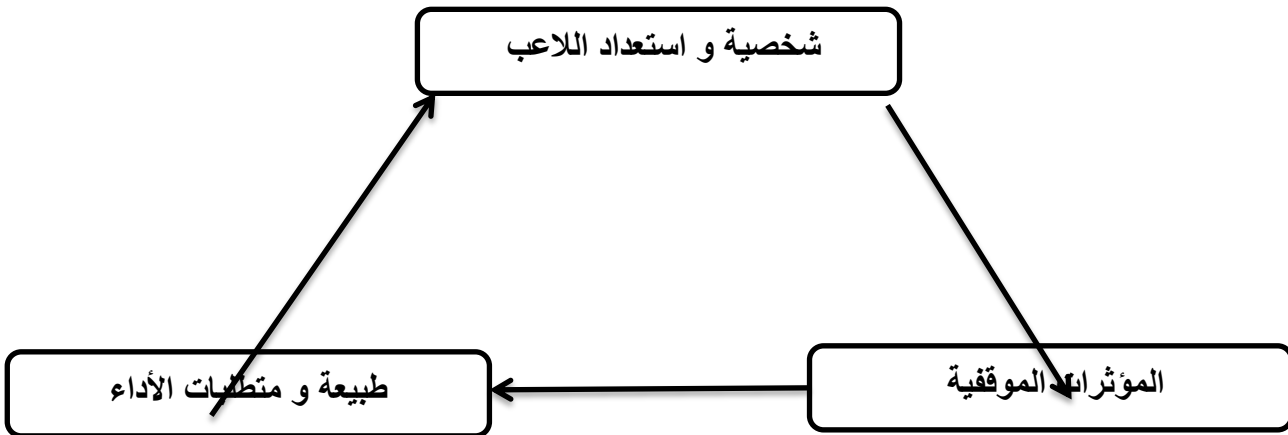 شخصية و استعداد اللاعب
المؤثرات الموقفية
طبيعة و متطلبات الأداء